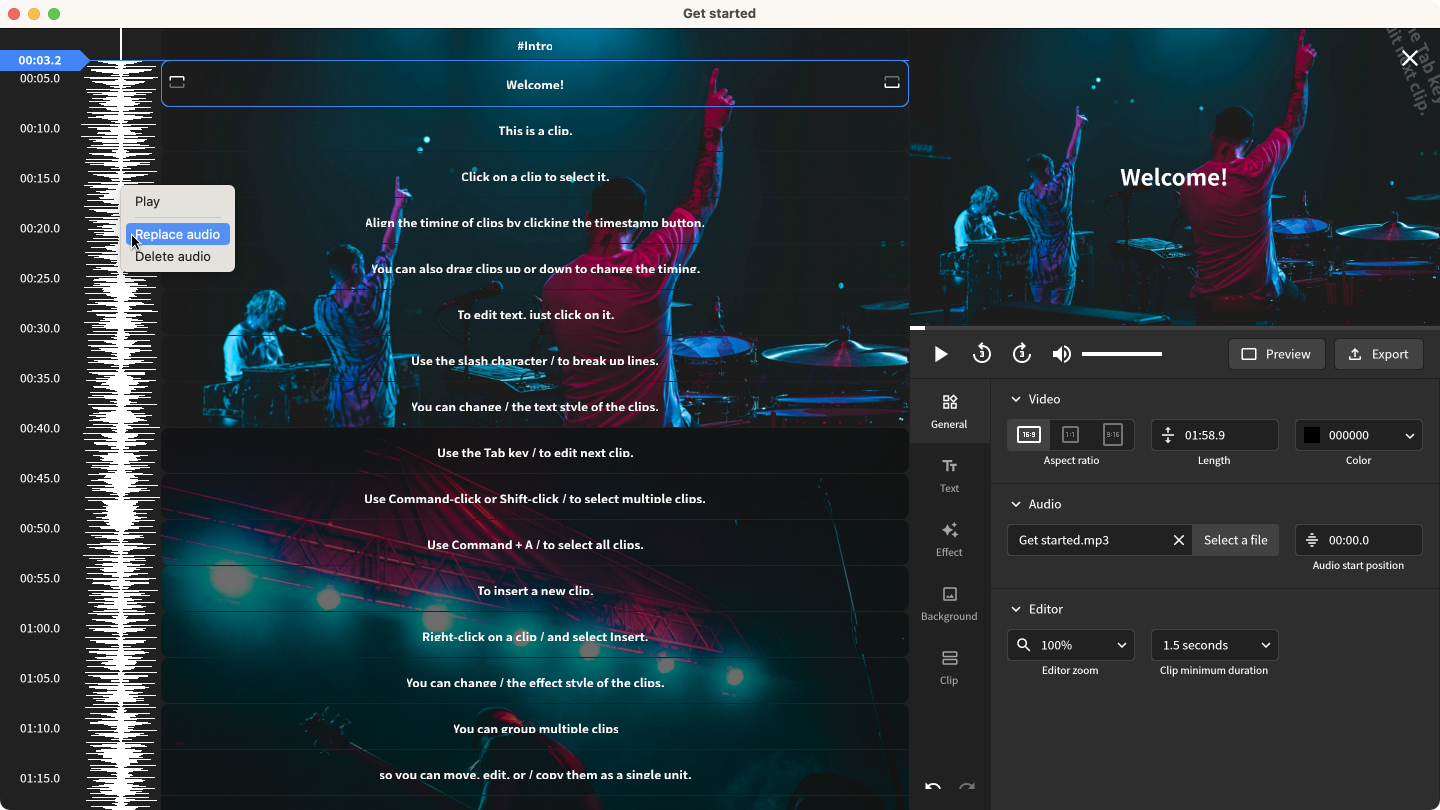 Get started
#Intro
00:03.2
00:05.0
00:10.0
00:15.0
00:20.0
00:25.0
00:30.0
00:35.0
00:40.0
00:45.0
00:50.0
00:55.0
01:00.0
01:05.0
01:10.0
01:15.0
Play
Replace audio
Delete audio
Welcome!
This is a clip.
Click on a clip to select it.
Align the timing of clips by clicking the timestamp button.
You can also drag clips up or down to change the timing.
To edit text, just click on it.
Use the slash character / to break up lines.
You can change / the text style of the clips.
Use the Tab key / to edit next clip.
Use Command-click or Shift-click / to select multiple clips.
Use Command + A / to select all clips.
To insert a new clip.
Right-click on a clip / and select Insert.
You can change / the effect style of the clips.
You can group multiple clips
so you can move, edit, or / copy them as a single unit.
he Tab key
dit next clip.
Welcome!
3
3
Preview
Export
General
Text
Effect
Background
Clip
Video
16:9
1:1
9:16
01:58.9
000000
Aspect ratio
Length
Color
Audio
Get started.mp3
Select a file
00:00.0
Audio start position
Editor
100%
1.5 seconds
Editor zoom
Clip minimum duration